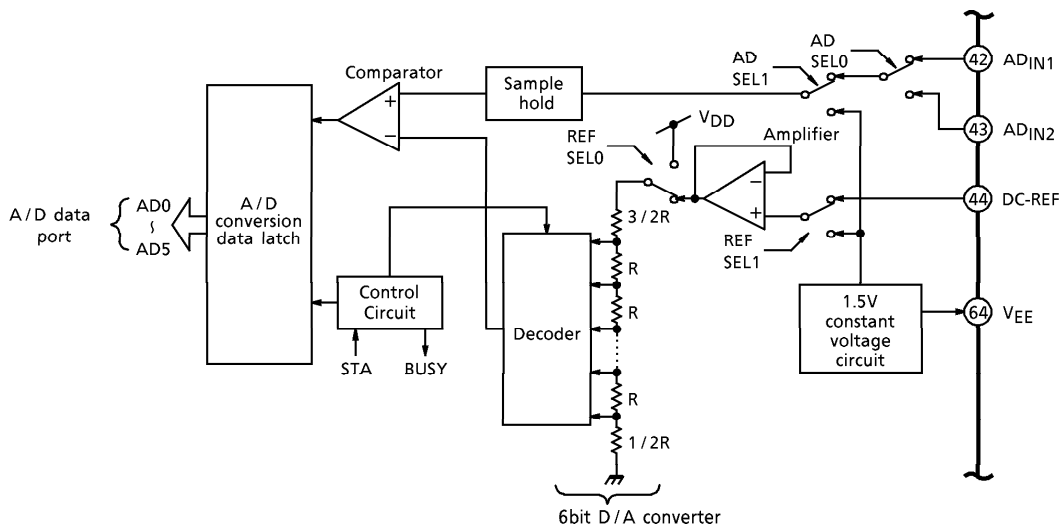 AD
SEL0
AD
SEL1
42
ADIN1
Comparator
Sample
hold
+
−
VDD
REF
SEL0
Amplifier
43
ADIN2
−
+
44
DC-REF
A/D data
port
AD0
~
AD5
A/D
conversion
data latch
3/2R
REF
SEL1
R
Control
Circuit
R
Decoder
1.5V
constant
voltage
circuit
64
VEE
STA
BUSY
R
1/2R
6bit D/A converter